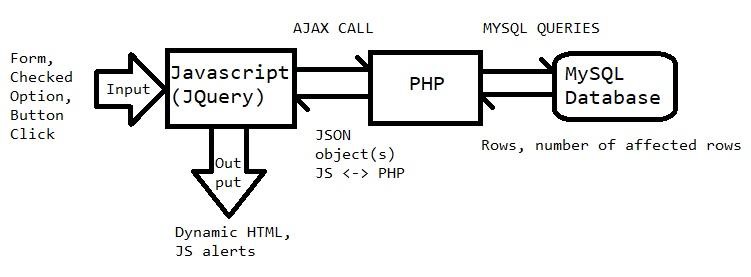 AJAX CALL
MYSQL QUERIES
Form,
Checked
Option,
Button
Click
Input
Javascript
(JQuery)
PHP
MySQL
Database
JSON
object(s)
JS <-> PHP
Rows, number of affected rows
Out
put
Dynamic HTML,
JS alerts